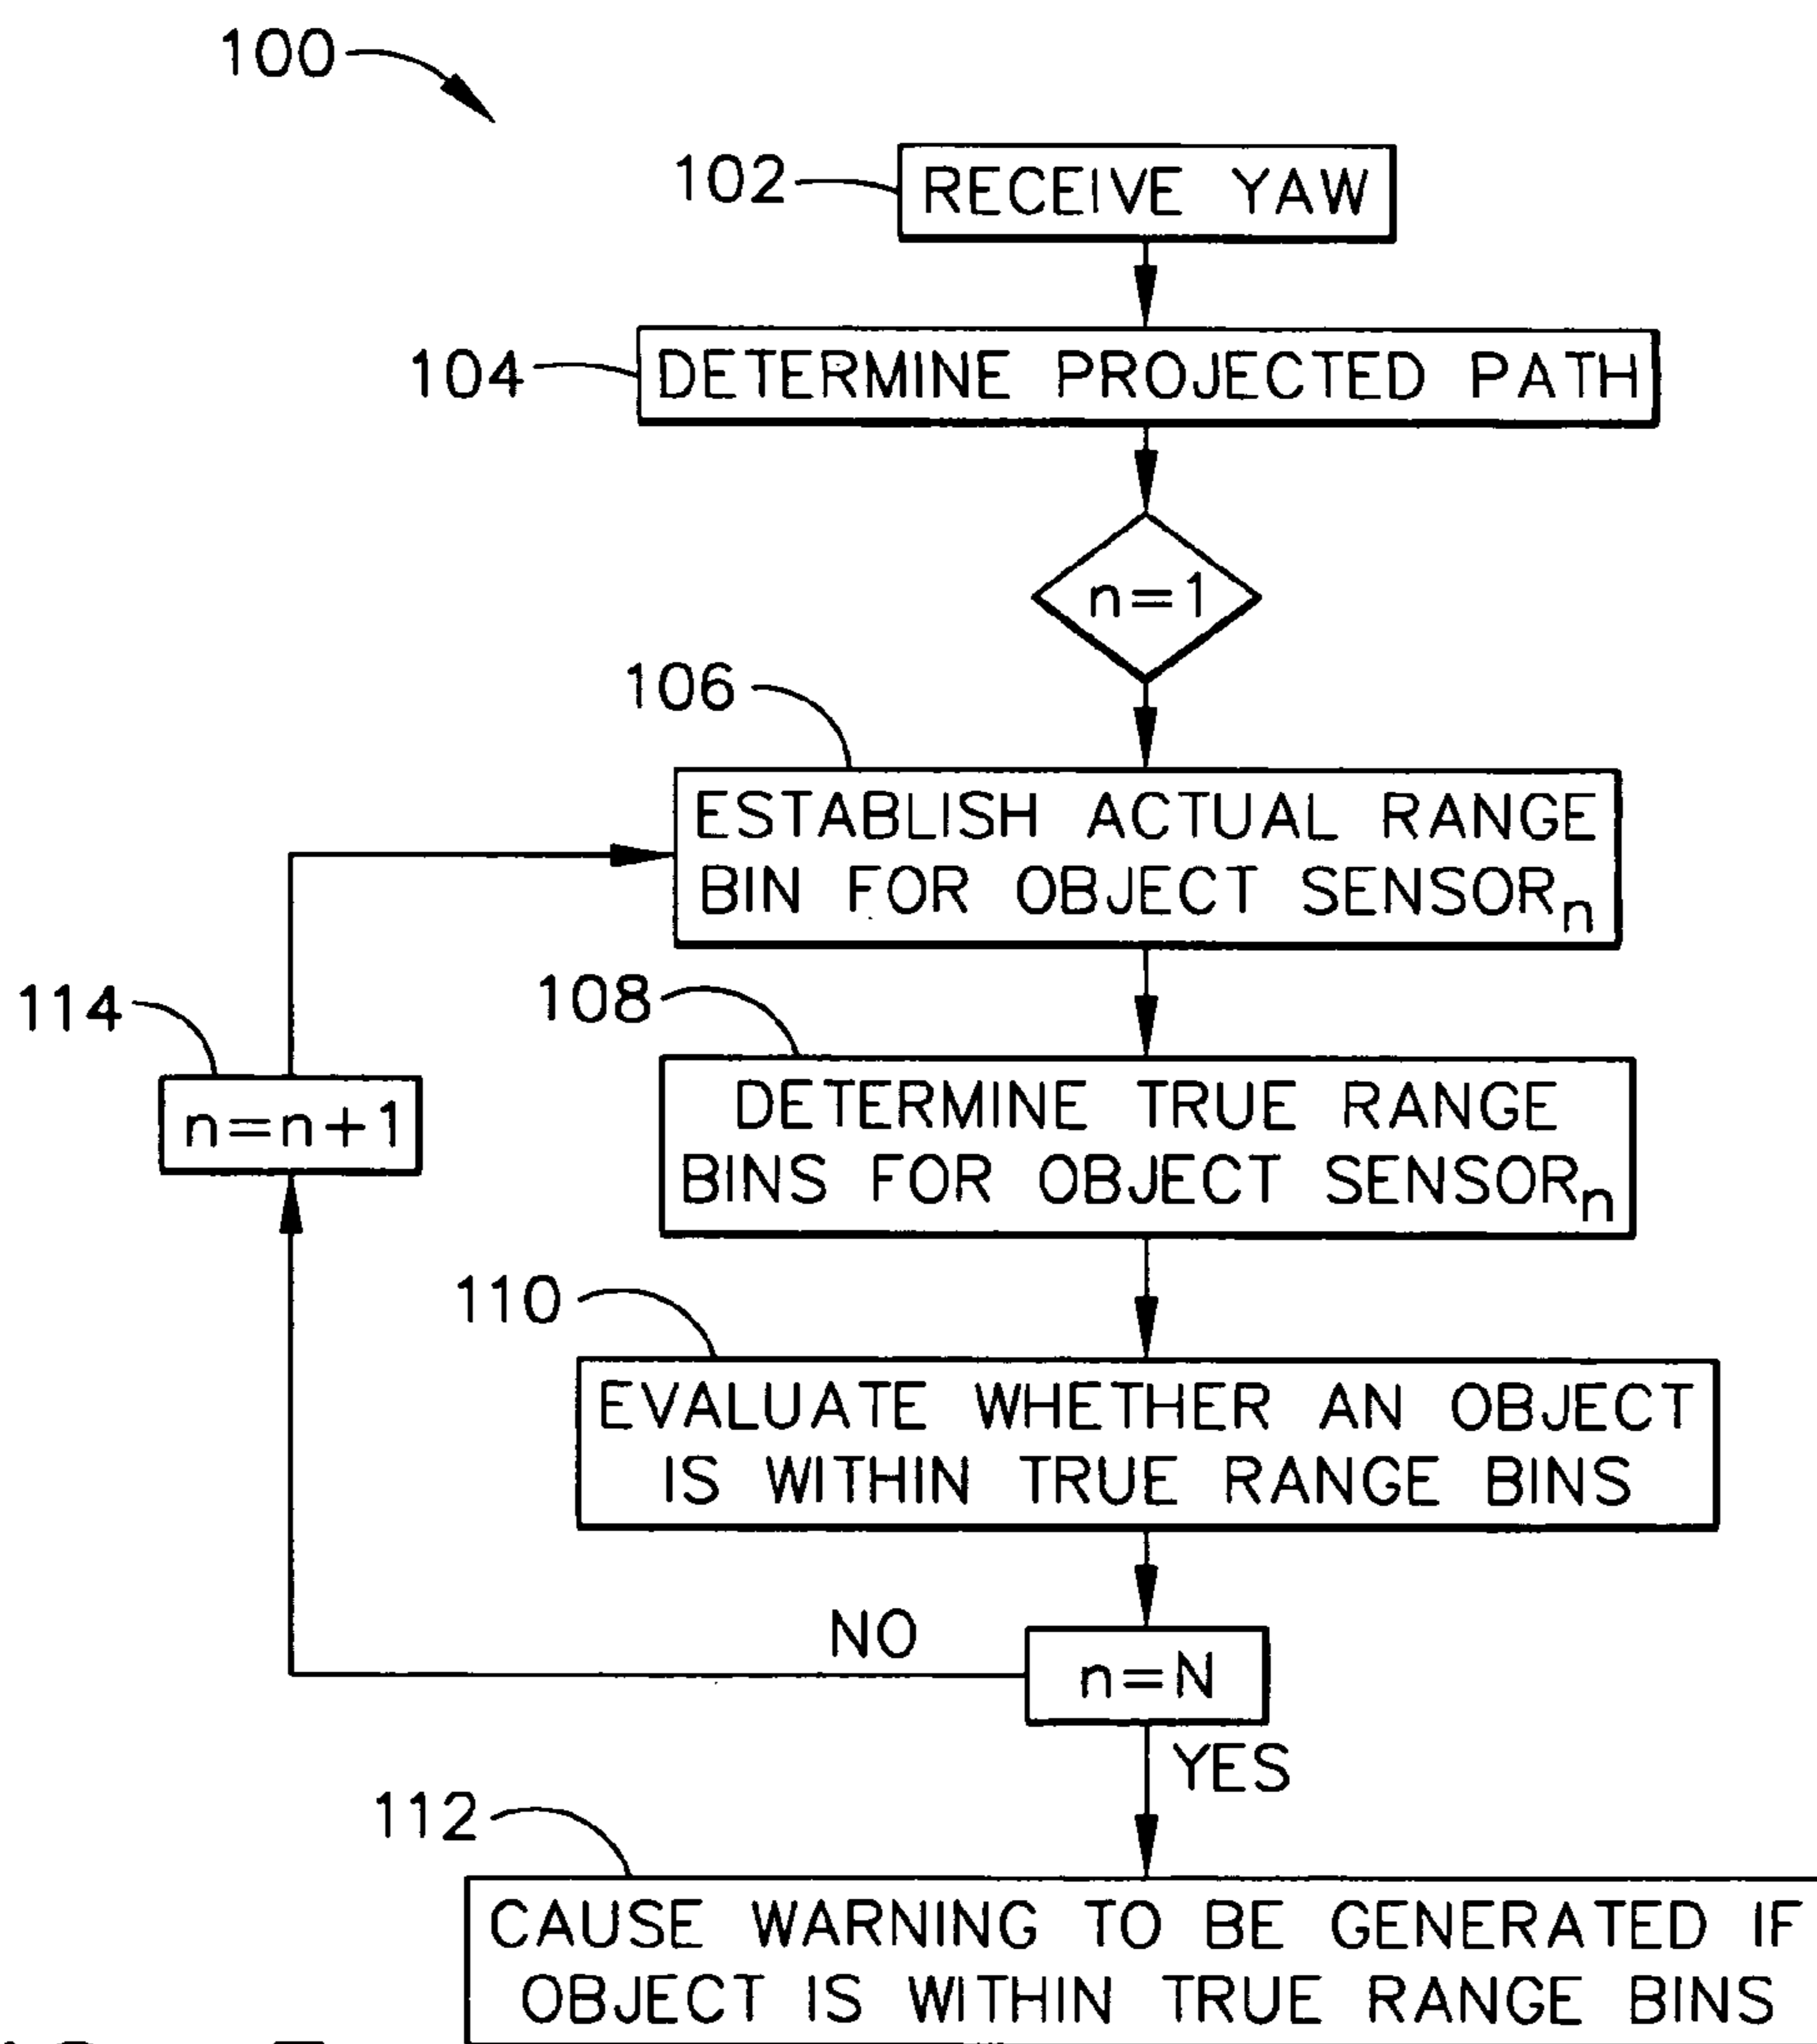 100
102
RECEIVE YAW
104
DETERMINE PROJECTED PATH
n=1
106
ESTABLISH ACTUAL RANGE
BIN FOR OBJECT SENSORn
114
108
n=n+1
DETERMINE TRUE RANGE
BINS FOR OBJECT SENSORn
110
EVALUATE WHETHER AN OBJECT
IS WITHIN TRUE RANGE BINS
NO
n=N
YES
112
CAUSE WARNING TO BE GENERATED IF
OBJECT IS WITHIN TRUE RANGE BINS